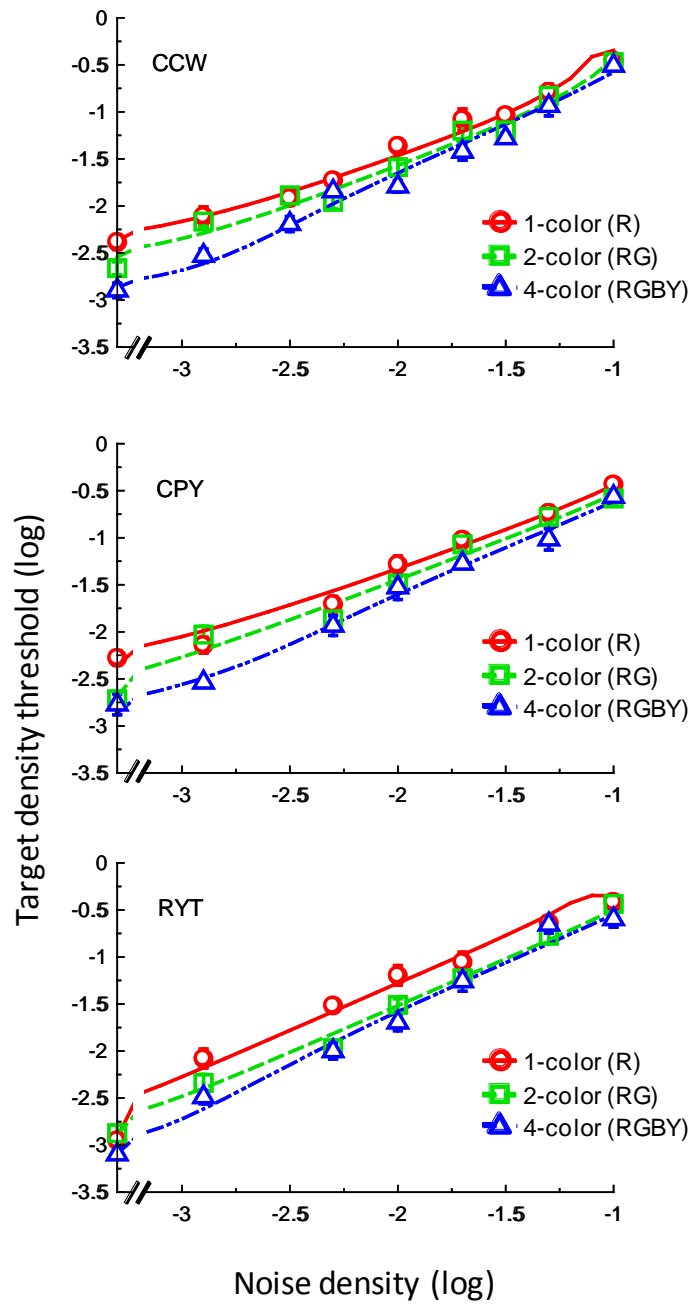 0
-0.5
CCW
-1
-1.5
-2
1-color (R)
-2.5
2-color (RG)
-3
4-color (RGBY)
-3.5
-3 -2.5 -2 -1.5 -1
0
-0.5
CPY
-1
-1.5
-2
1-color (R)
-2.5
2-color (RG)
-3
4-color (RGBY)
-3.5
-3 -2.5 -2 -1.5 -1
Target density threshold (log)
0
-0.5
RYT
-1
-1.5
-2
1-color (R)
-2.5
2-color (RG)
-3
4-color (RGBY)
-3.5
-3 -2.5 -2 -1.5 -1
Noise density (log)